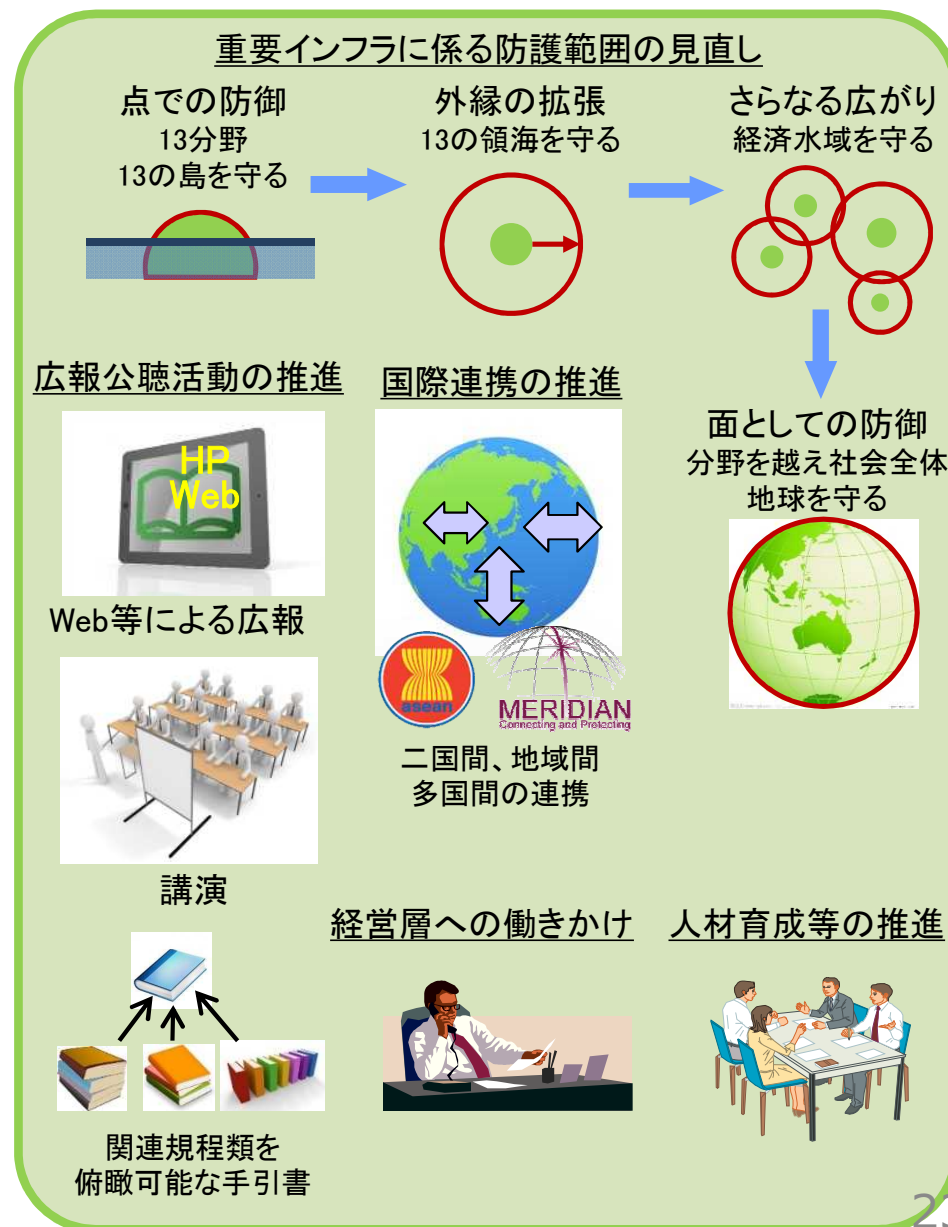 重要インフラに係る防護範囲の見直し
点での防御
13分野
13の島を守る
外縁の拡張
13の領海を守る
さらなる広がり
経済水域を守る
面としての防御
分野を越え社会全体
地球を守る
広報公聴活動の推進
HP
Web
Web等による広報
講演
関連規程類を
俯瞰可能な手引書
国際連携の推進
asean
MERIDIAN
Connecting and Protecting
二国間、地域間
多国間の連携
経営層への働きかけ
人材育成等の推進